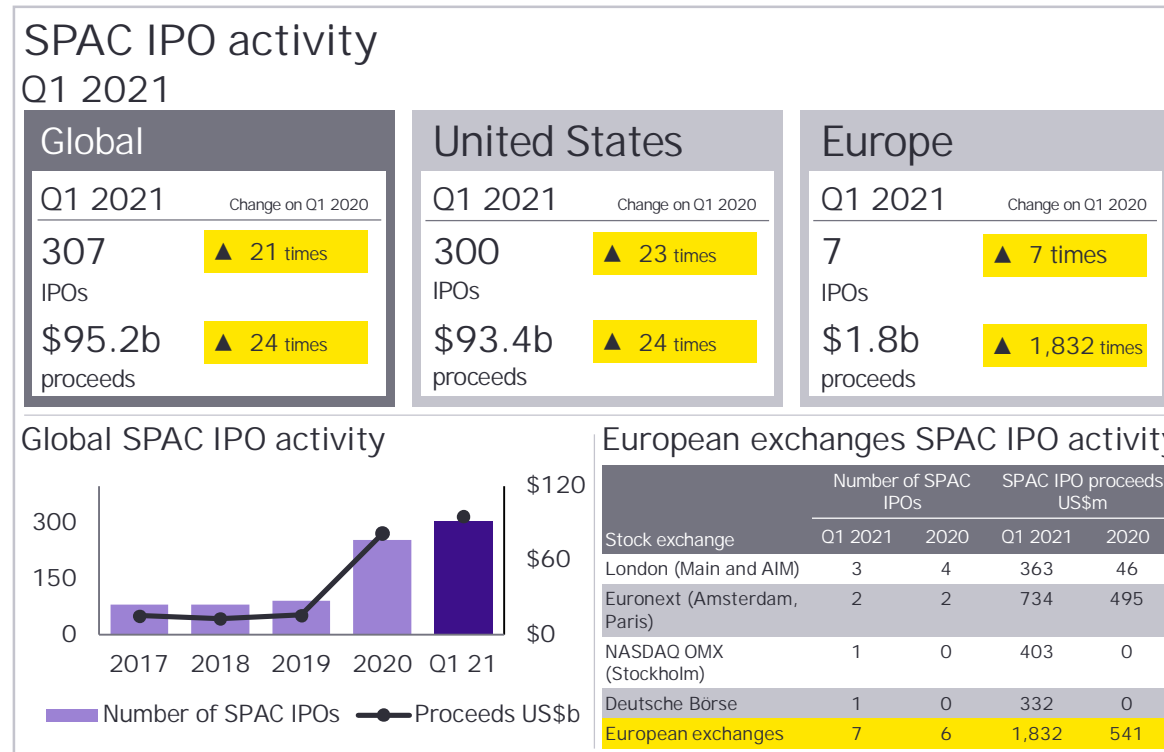 SPAC IPO activity
Q1 2021
Global
Q1 2021 Change on Q1 2020
307 ▲ 21 times
IPOs
$95.2b ▲ 24 times
proceeds
United States
Q1 2021 Change on Q1 2020
300 ▲ 23 times
IPOs
$93.4b ▲ 24 times
proceeds
Europe
Q1 2021 Change on Q1 2020
7 ▲ 7 times
IPOs
$1.8b ▲ 1,832 times
proceeds
Global SPAC IPO activity
300
150
0
$120
$60
$0
2017 2018 2019 2020 Q1 21
Number of SPAC IPOs Proceeds US$b
European exchanges SPAC IPO activity
Number of SPAC
IPOs
SPAC IPO proceeds
US$m
Stock exchange Q1 2021 2020 Q1 2021 2020
London (Main and AIM) 3 4 363 46
Euronext (Amsterdam, 2 2 734 495
Paris)
NASDAQ OMX 1 0 403 0
(Stockholm)
Deutsche Börse 1 0 332 0
European exchanges 7 6 1,832 541